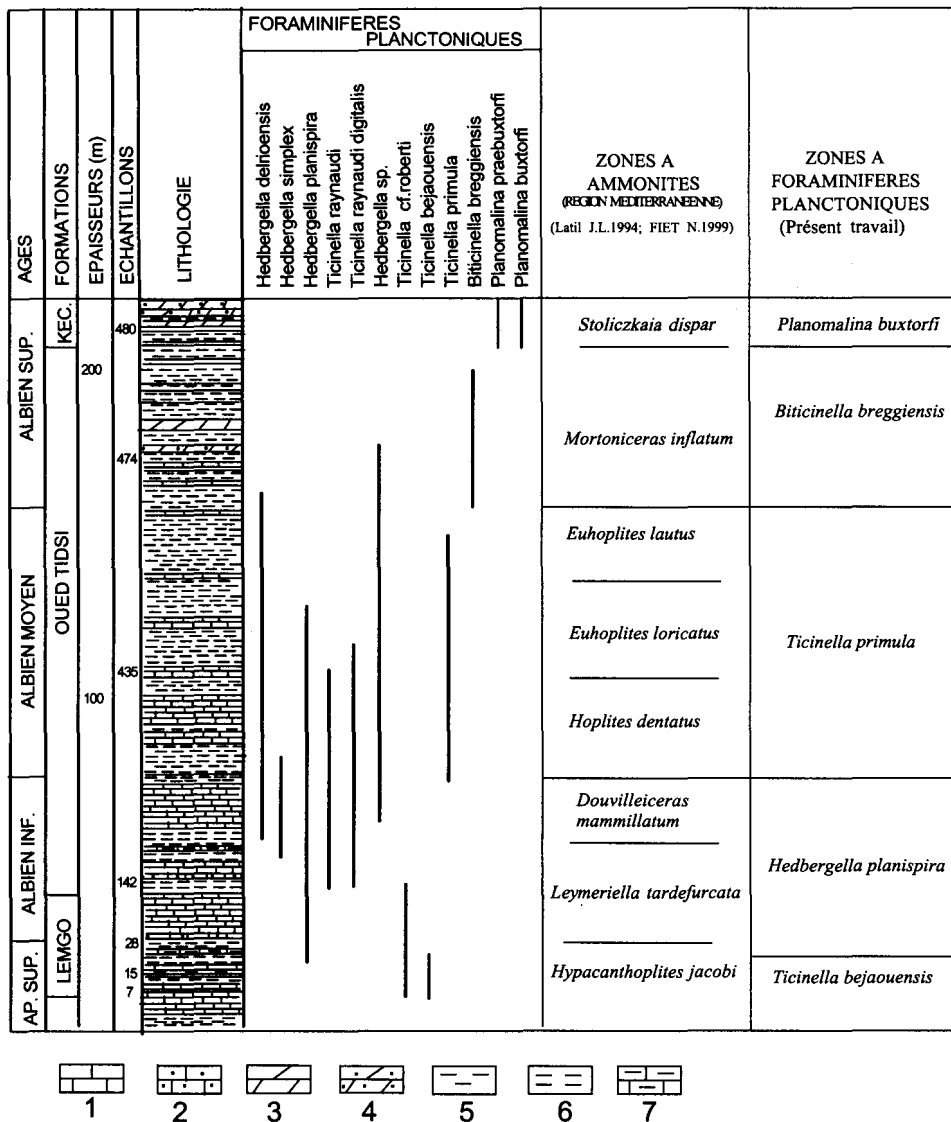 FORAMINIFERES
PLANCTONIQUES
AGES
FORMATIONS
EPAISSEURS (m)
ECHANTILLONS
LITHOLOGIE
Hedbergella delrioensis
Hedbergella simplex
Hedbergella planispira
Ticinella raynaudi
Ticinella raynaudi digitalis
Hedbergella sp.
Ticinella cf.roberti
Ticinella bejaouensis
Ticinella primula
Biticinella breggiensis
Planomalina praebuxtorfi
Planomalina buxtorfi
ZONES A
AMMONITES
(REGION MEDITERRANEENNE)
(Latil J.L.1994; FIET N.1999)
ZONES A
FORAMINIFERES
PLANCTONIQUES
(Présent travail)
ALBIEN SUP.
ALBIEN MOYEN
ALBIEN INF.
AP. SUP.
KEC.
OUED TIDSI
LEMGO
200
100
480
474
435
142
28
15
7
Stoliczkaia dispar
Mortoniceras inflatum
Euhoplites lautus
Euhoplites loricatus
Hoplites dentatus
Douvilleiceras
mammillatum
Leymeriella tardefurcata
Hypacanthoplites jacobi
Planomalina buxtorfi
Biticinella breggiensis
Ticinella primula
Hedbergella planispira
Ticinella bejaouensis
1 2 3 4 5 6 7